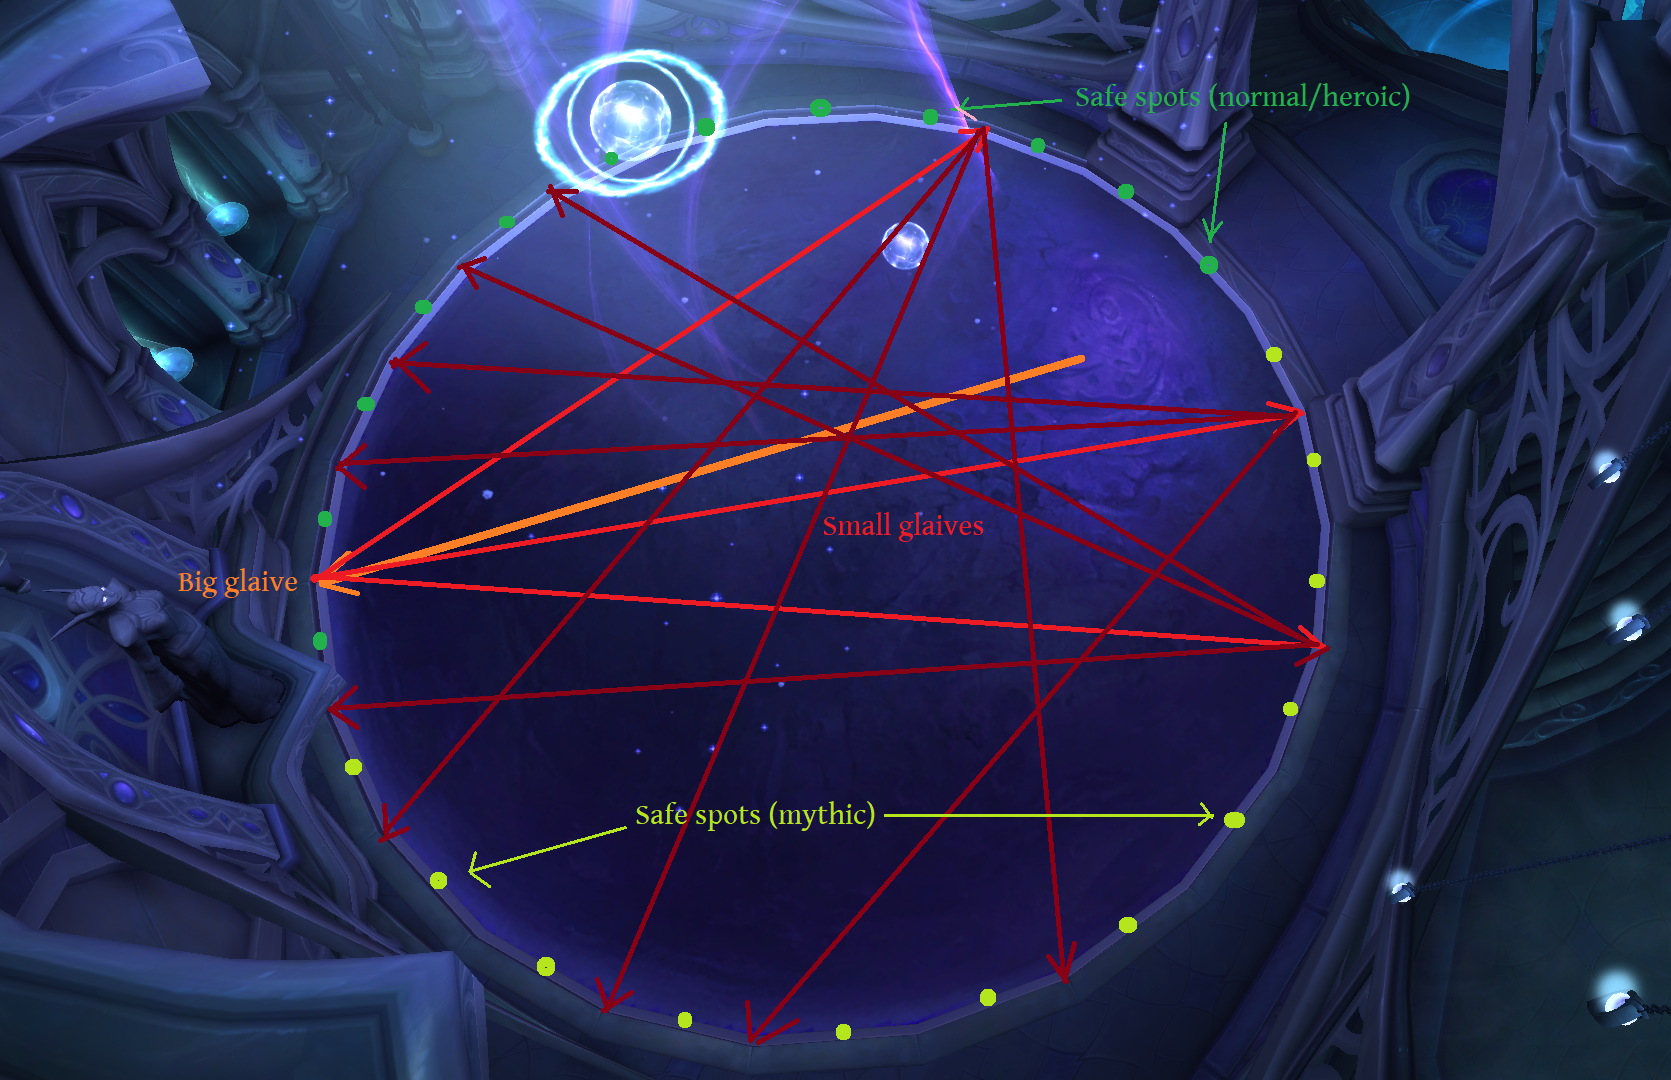 Safe spots (normal/heroic)
Small glaives
Big glaive
Safe spots (mythic)